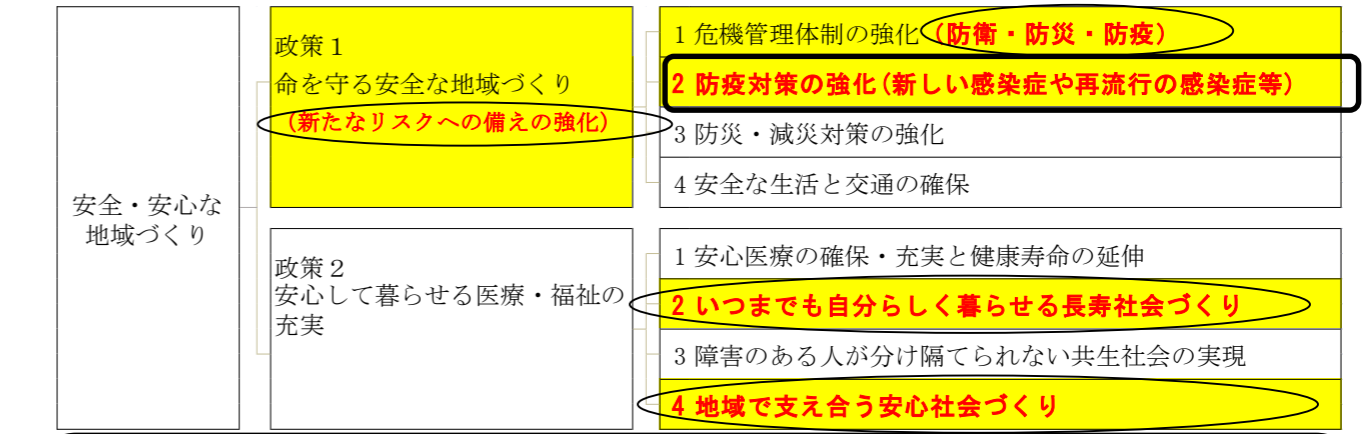 安全・安心な
地域づくり
政策１
命を守る安全な地域づくり
（新たなリスクへの備えの強化）
1 危機管理体制の強化（防衛・防災・防疫）
2 防疫対策の強化(新しい感染症や再流行の感染症等)
3 防災・減災対策の強化
4 安全な生活と交通の確保
政策２
安心して暮らせる医療・福祉の
充実
1 安心医療の確保・充実と健康寿命の延伸
2 いつまでも自分らしく暮らせる長寿社会づくり
3 障害のある人が分け隔てられない共生社会の実現
4 地域で支え合う安心社会づくり